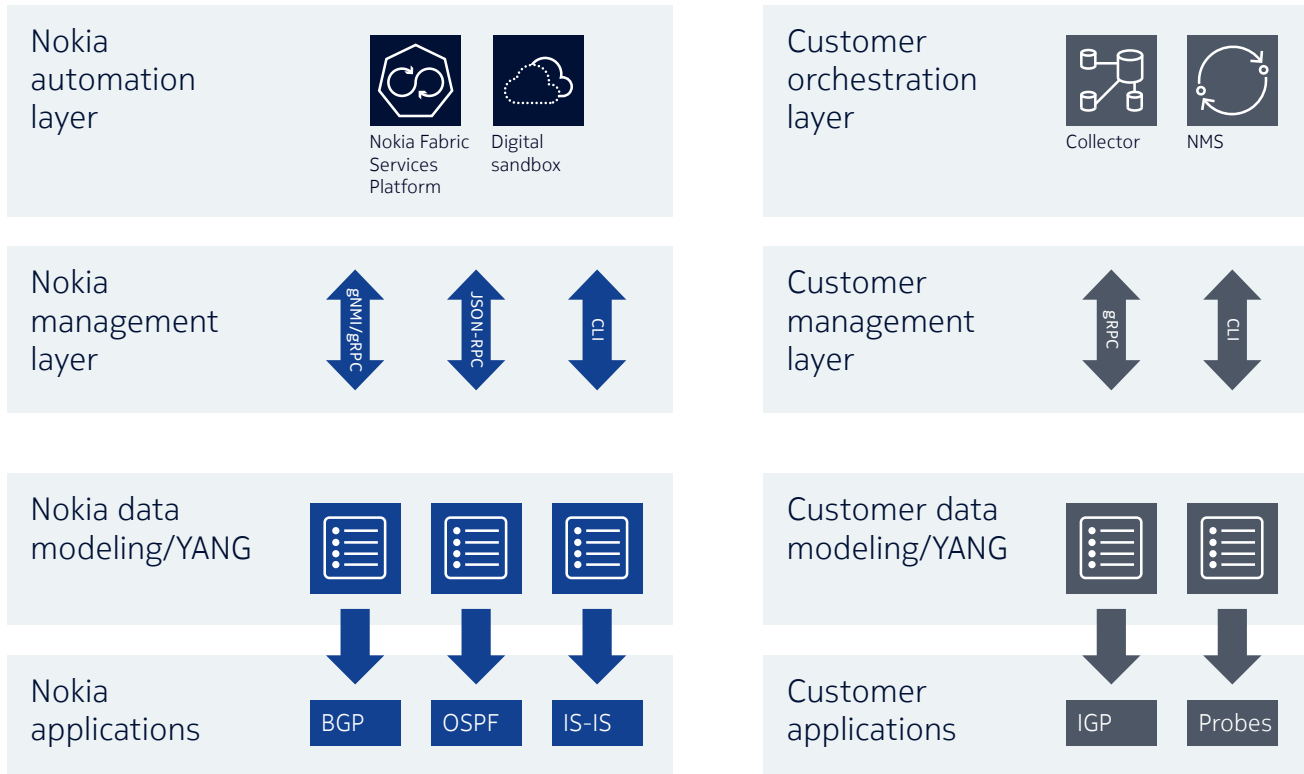 Nokia
automation
layer
Nokia Fabric
Services
Platform
Digital
sandbox
Customer
orchestration
layer
Collector
NMS
Nokia
management
layer
gNMI/gRPC
JSON-RPC
CLI
Customer
management
layer
gRPC
CLI
Nokia data
modeling/YANG
Customer data
modeling/YANG
Nokia
applications
BGP
OSPF
IS-IS
Customer
applications
IGP
Probes